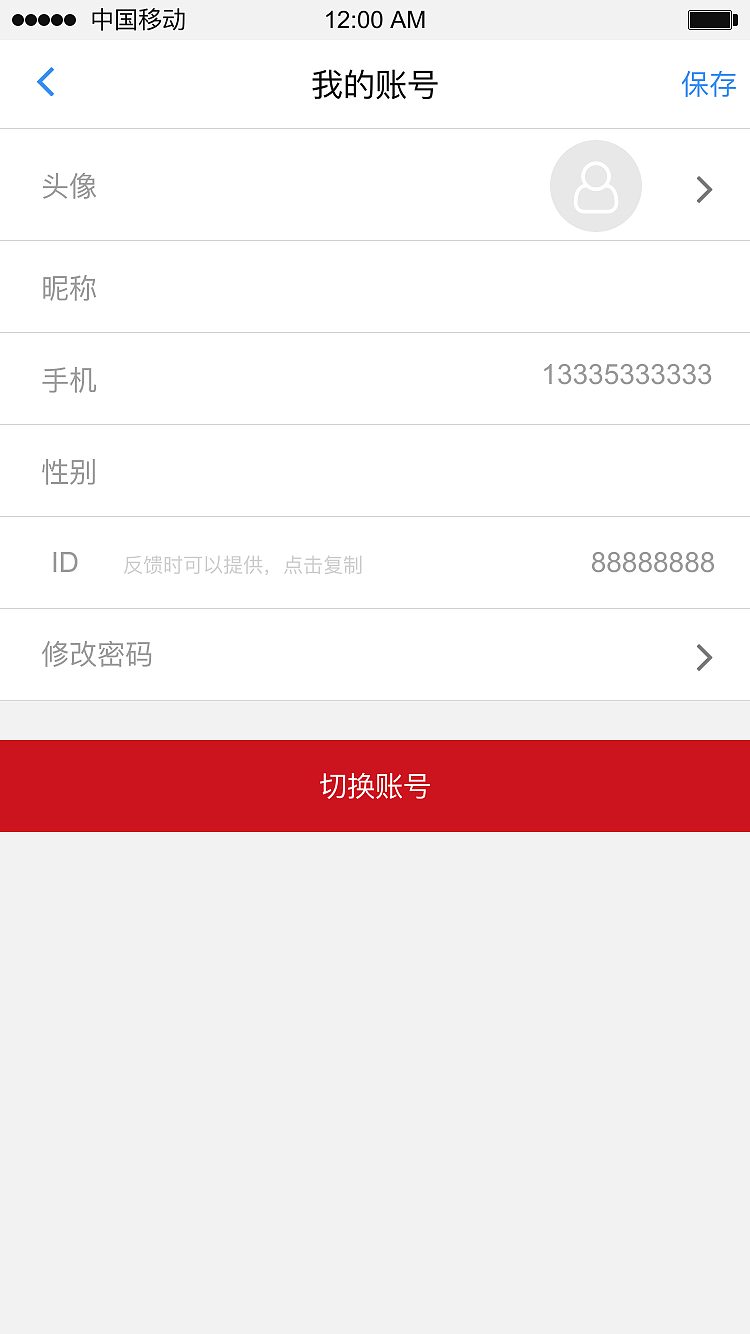 中国移动 12:00 AM
我的账号 保存
头像
昵称
手机 13335333333
性别
ID 反馈时可以提供，点击复制 88888888
修改密码
切换账号